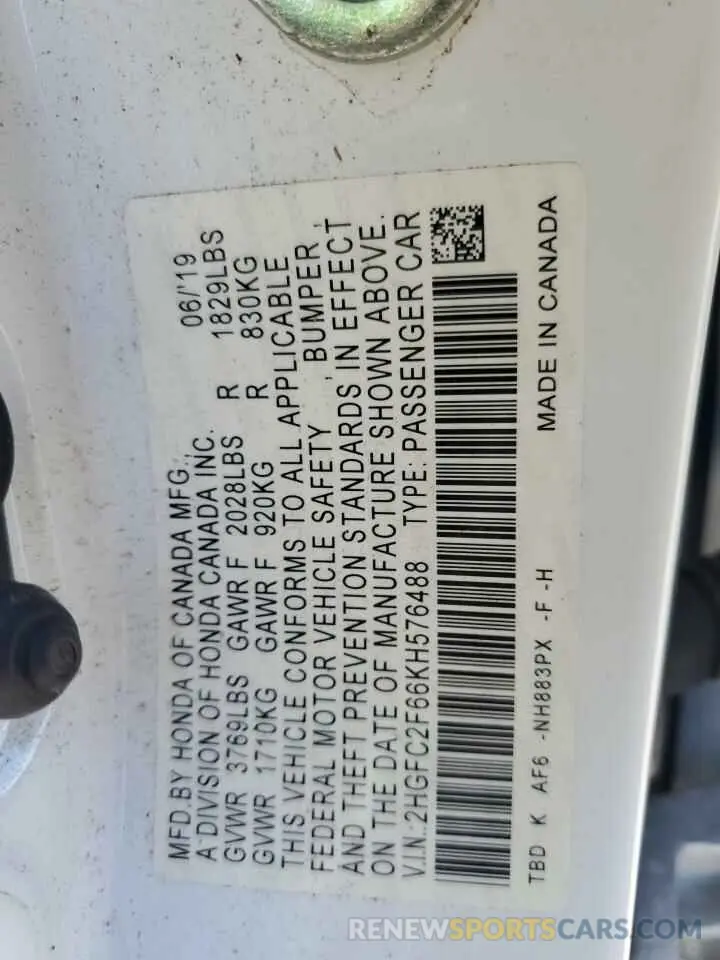 MFD.BY HONDA OF CANADA MFG., 06/'19
A DIVISION OF HONDA CANADA INC.
GVWR 3769LBS GAWR F 2028LBS R 1829LBS
GVWR 1710KG GAWR F 920KG R 830KG
THIS VEHICLE CONFORMS TO ALL APPLICABLE
FEDERAL MOTOR VEHICLE SAFETY , BUMPER ,
AND THEFT PREVENTION STANDARDS IN EFFECT
ON THE DATE OF MANUFACTURE SHOWN ABOVE.
V.I.N.:2HGFC2F66KH576488 TYPE: PASSENGER CAR
TBD K AF6 -NH883PX -F -H MADE IN CANADA
RENEWSPORTSCARS.COM